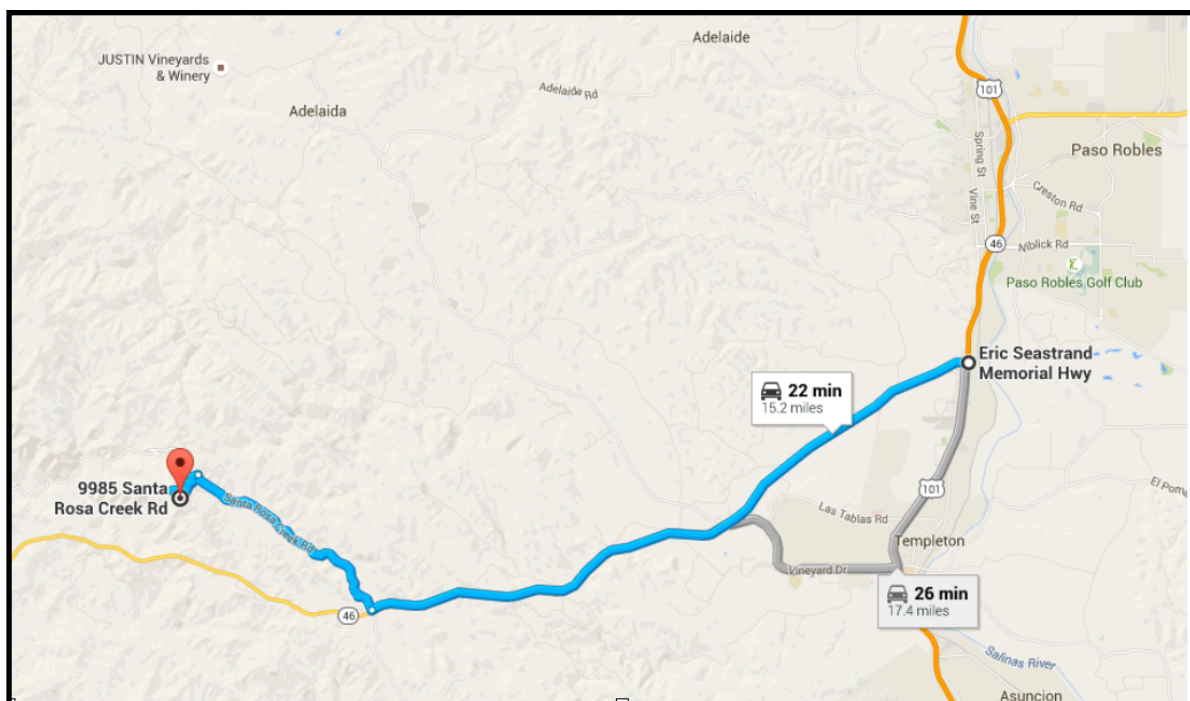 Adelaide
JUSTIN Vineyards
& Winery
Adelaida
Adelaide Rd
101
Spring St
Vine St
Paso Robles
Creston Rd
46
Niblick Rd
Paso Robles Golf Club
Eric Seastrand
Memorial Hwy
22 min
15.2 miles
9985 Santa
Rosa Creek Rd
Santa Rosa Creek Rd
101
Las Tablas Rd
Templeton
Vineyard Dr
26 min
17.4 miles
46
Salinas River
Asuncion